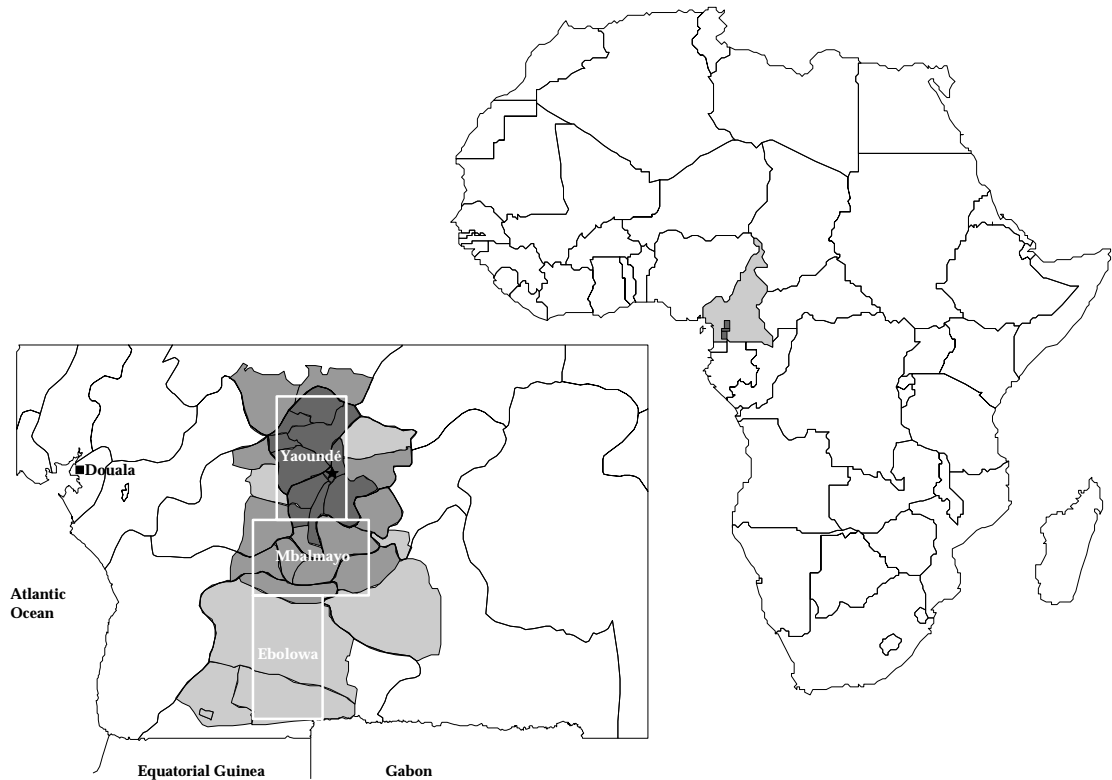 Yaoundé
Douala
Mbalmayo
Atlantic
Ocean
Ebolowa
Equatorial Guinea
Gabon